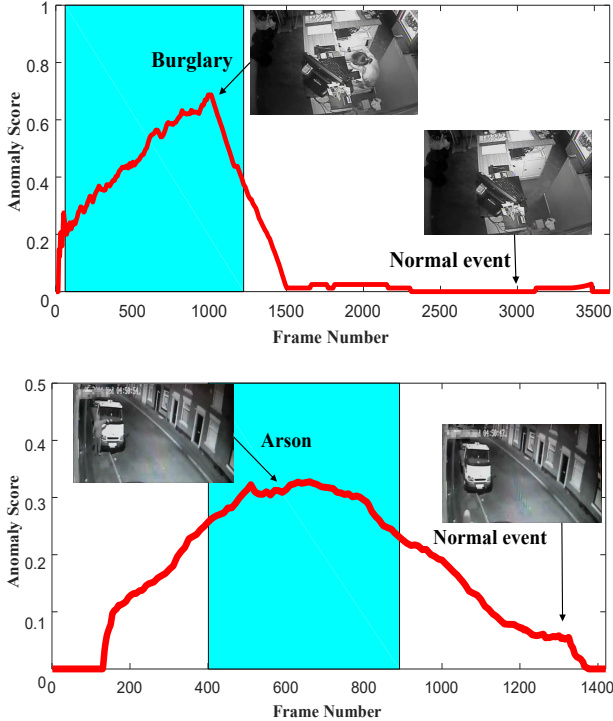 1
0.8
0.6
0.4
0.2
0
Anomaly Score
Burglary
Normal event
0 500 1000 1500 2000 2500 3000 3500
Frame Number
0.5
0.4
0.3
0.2
0.1
0
Anomaly Score
Arson
Normal event
0 200 400 600 800 1000 1200 1400
Frame Number